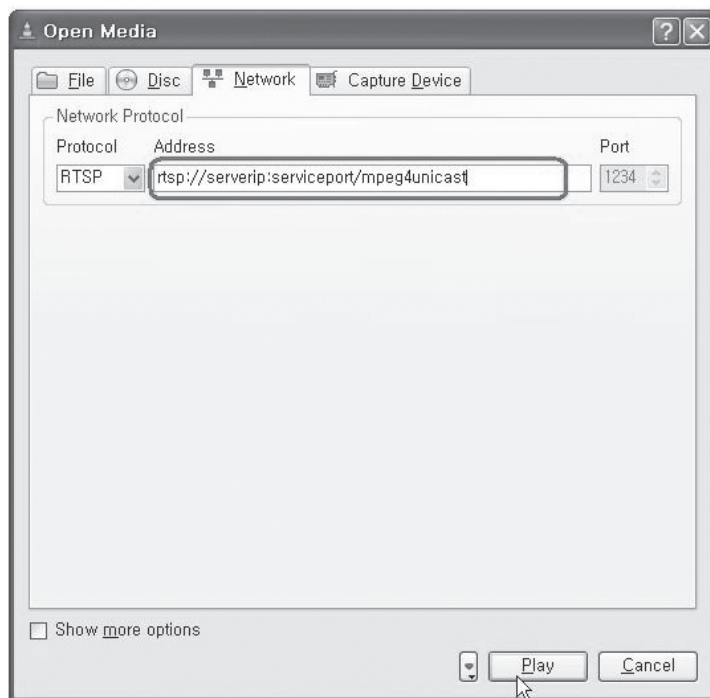 Open Media
File Disc Network Capture Device
Network Protocol
Protocol Address Port
RTSP rtsp://serverip:serviceport/mpeg4unicast 1234
Show more options
Play Cancel